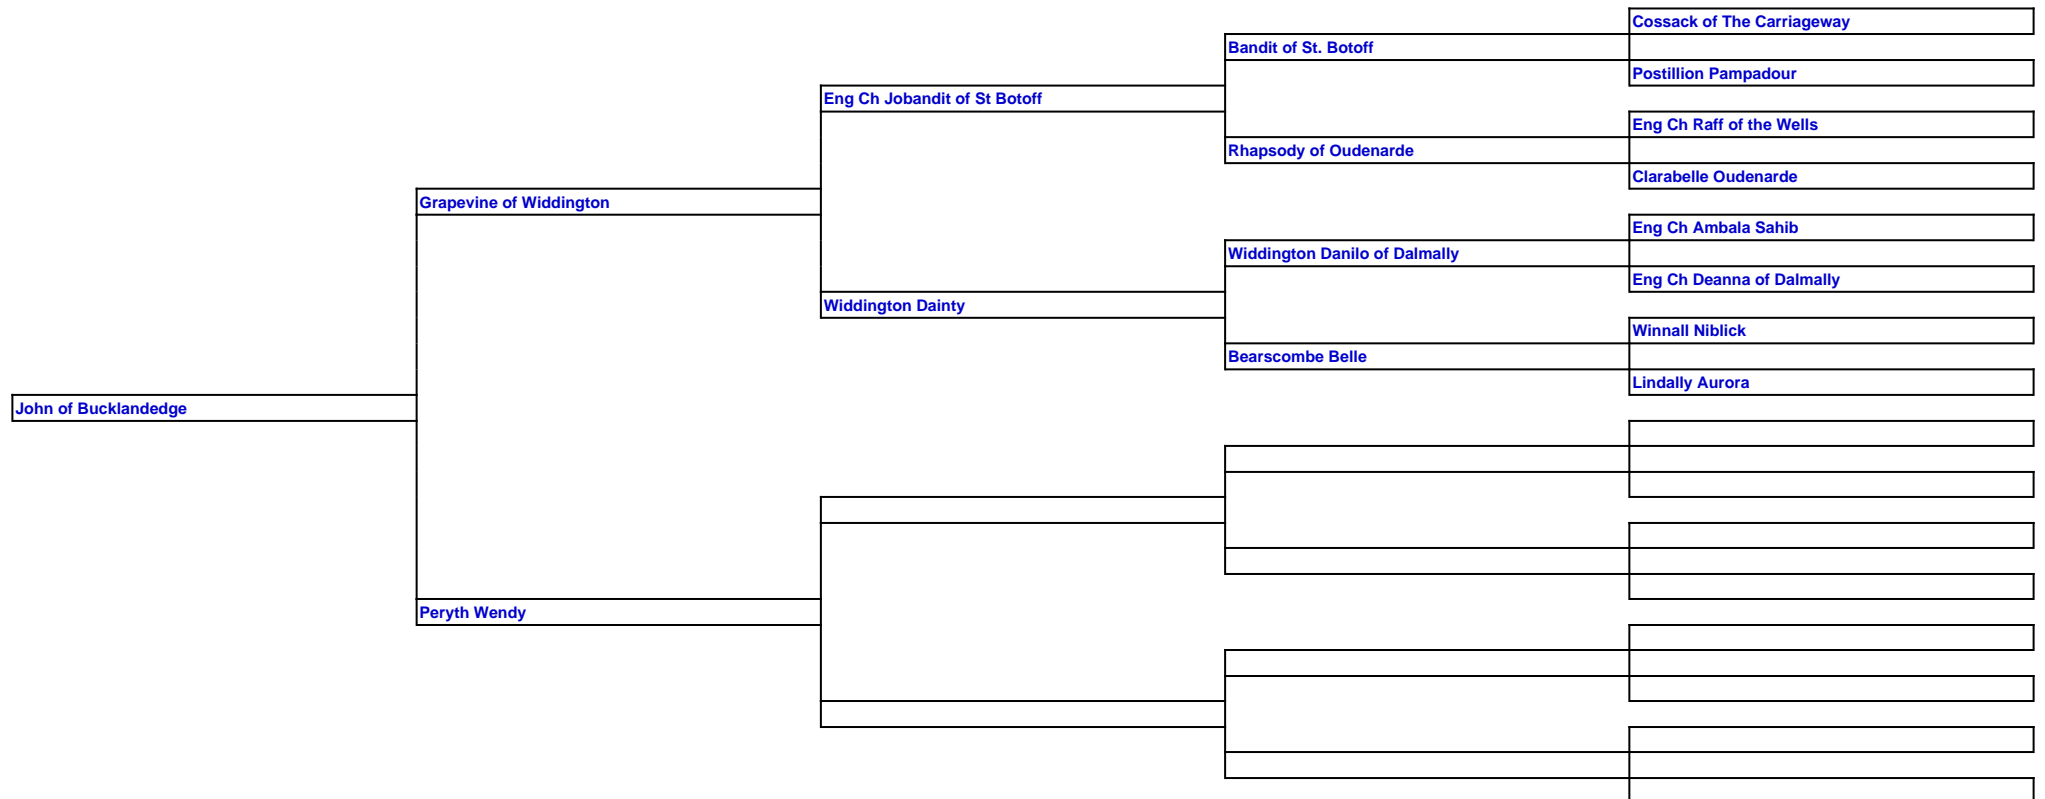 Cossack of The Carriageway
Bandit of St. Botoff
Postillion Pampadour
Eng Ch Jobandit of St Botoff
Eng Ch Raff of the Wells
Rhapsody of Oudenarde
Clarabelle Oudenarde
Grapevine of Widdington
Eng Ch Ambala Sahib
Widdington Danilo of Dalmally
Eng Ch Deanna of Dalmally
Widdington Dainty
Winnall Niblick
Bearscombe Belle
Lindally Aurora
John of Bucklandedge
Peryth Wendy